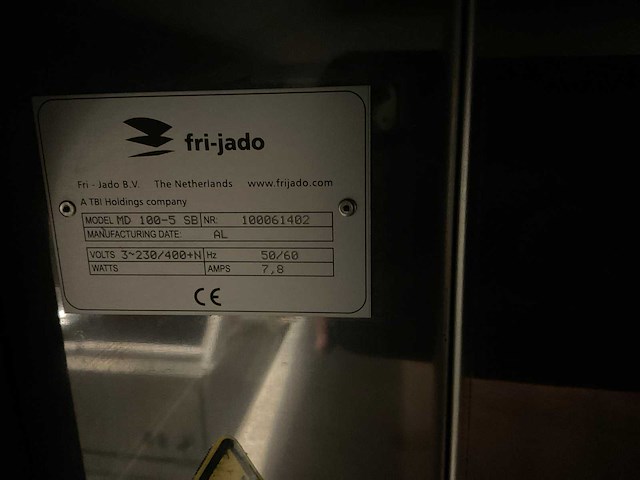 fri-jado
Fri - Jado B.V. The Netherlands www.frijado.com
A TBI Holdings company
MODEL MD 100-5 SB NR: 100061402
MANUFACTURING DATE: AL
VOLTS 3~230/400+N Hz 50/60
WATTS AMPS 7,8
CE